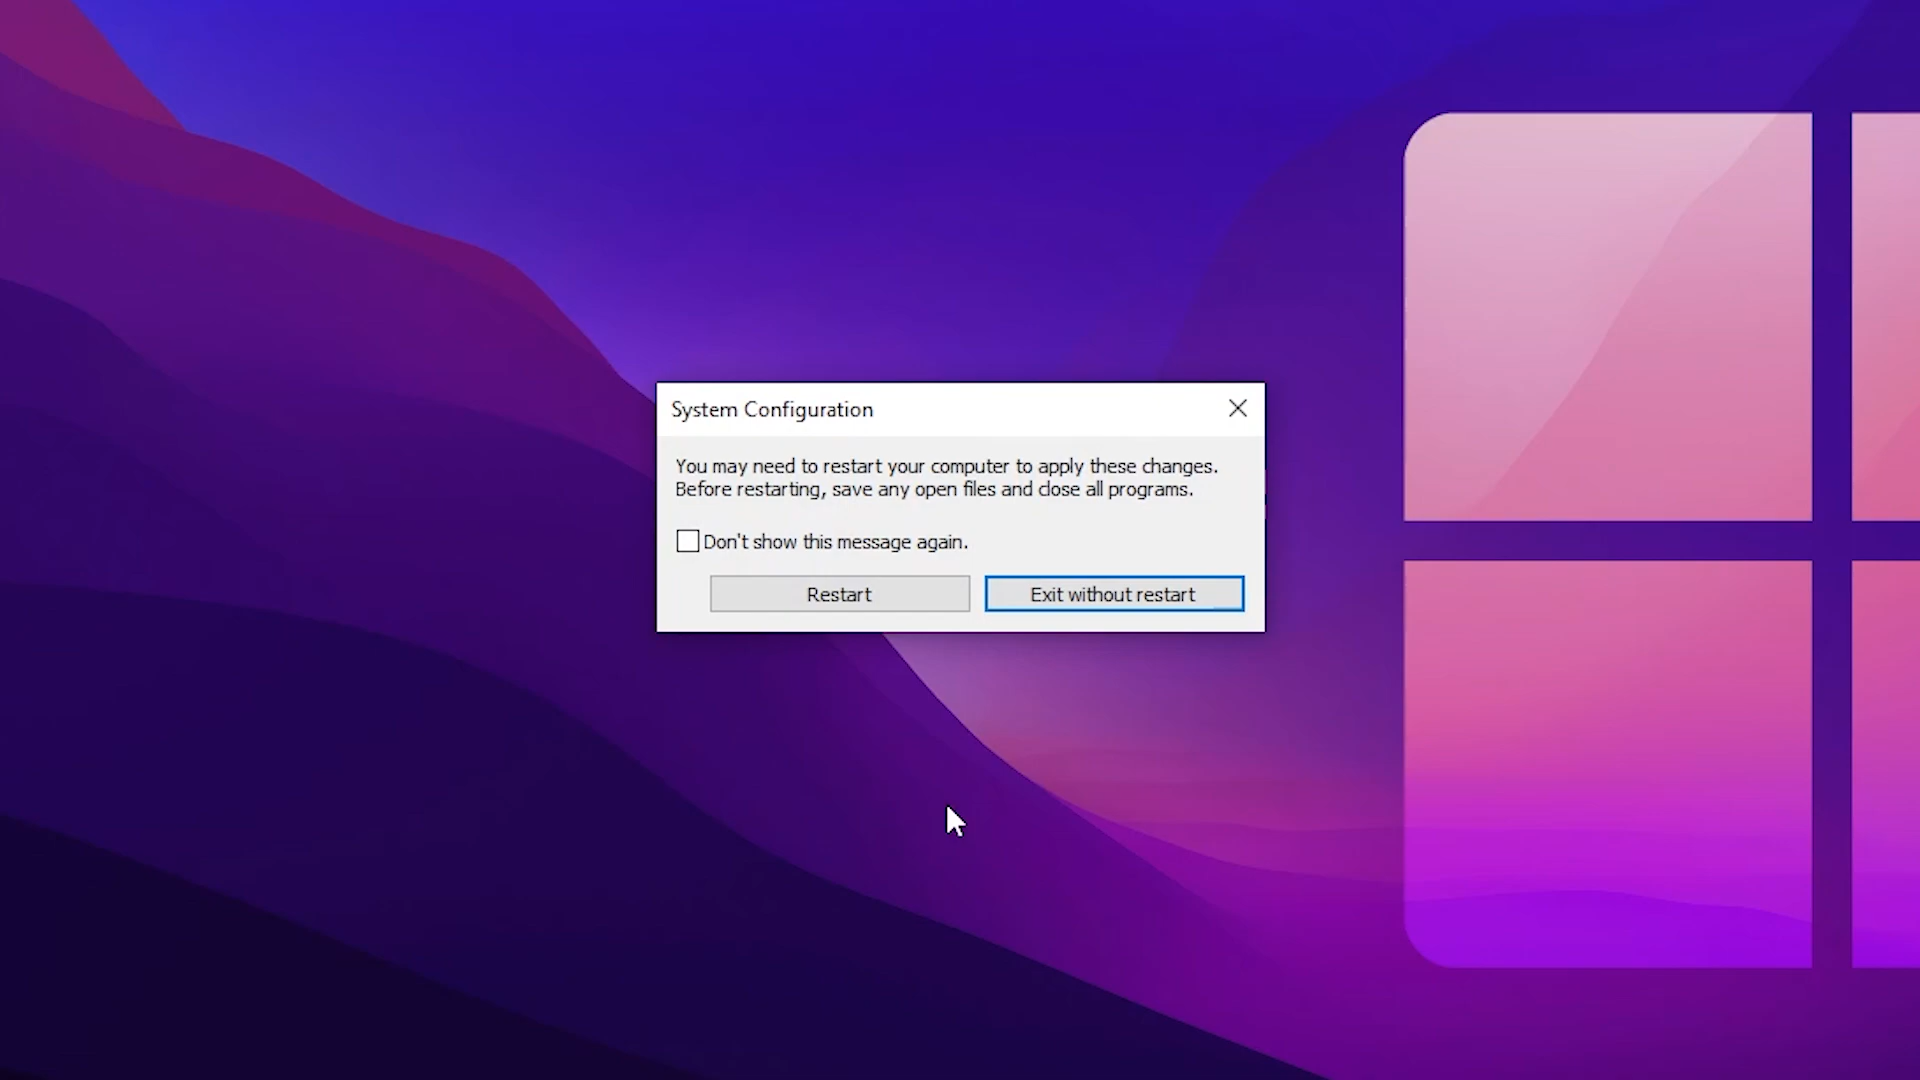 System Configuration
You may need to restart your computer to apply these changes.
Before restarting, save any open files and close all programs.
Don't show this message again.
Restart
Exit without restart